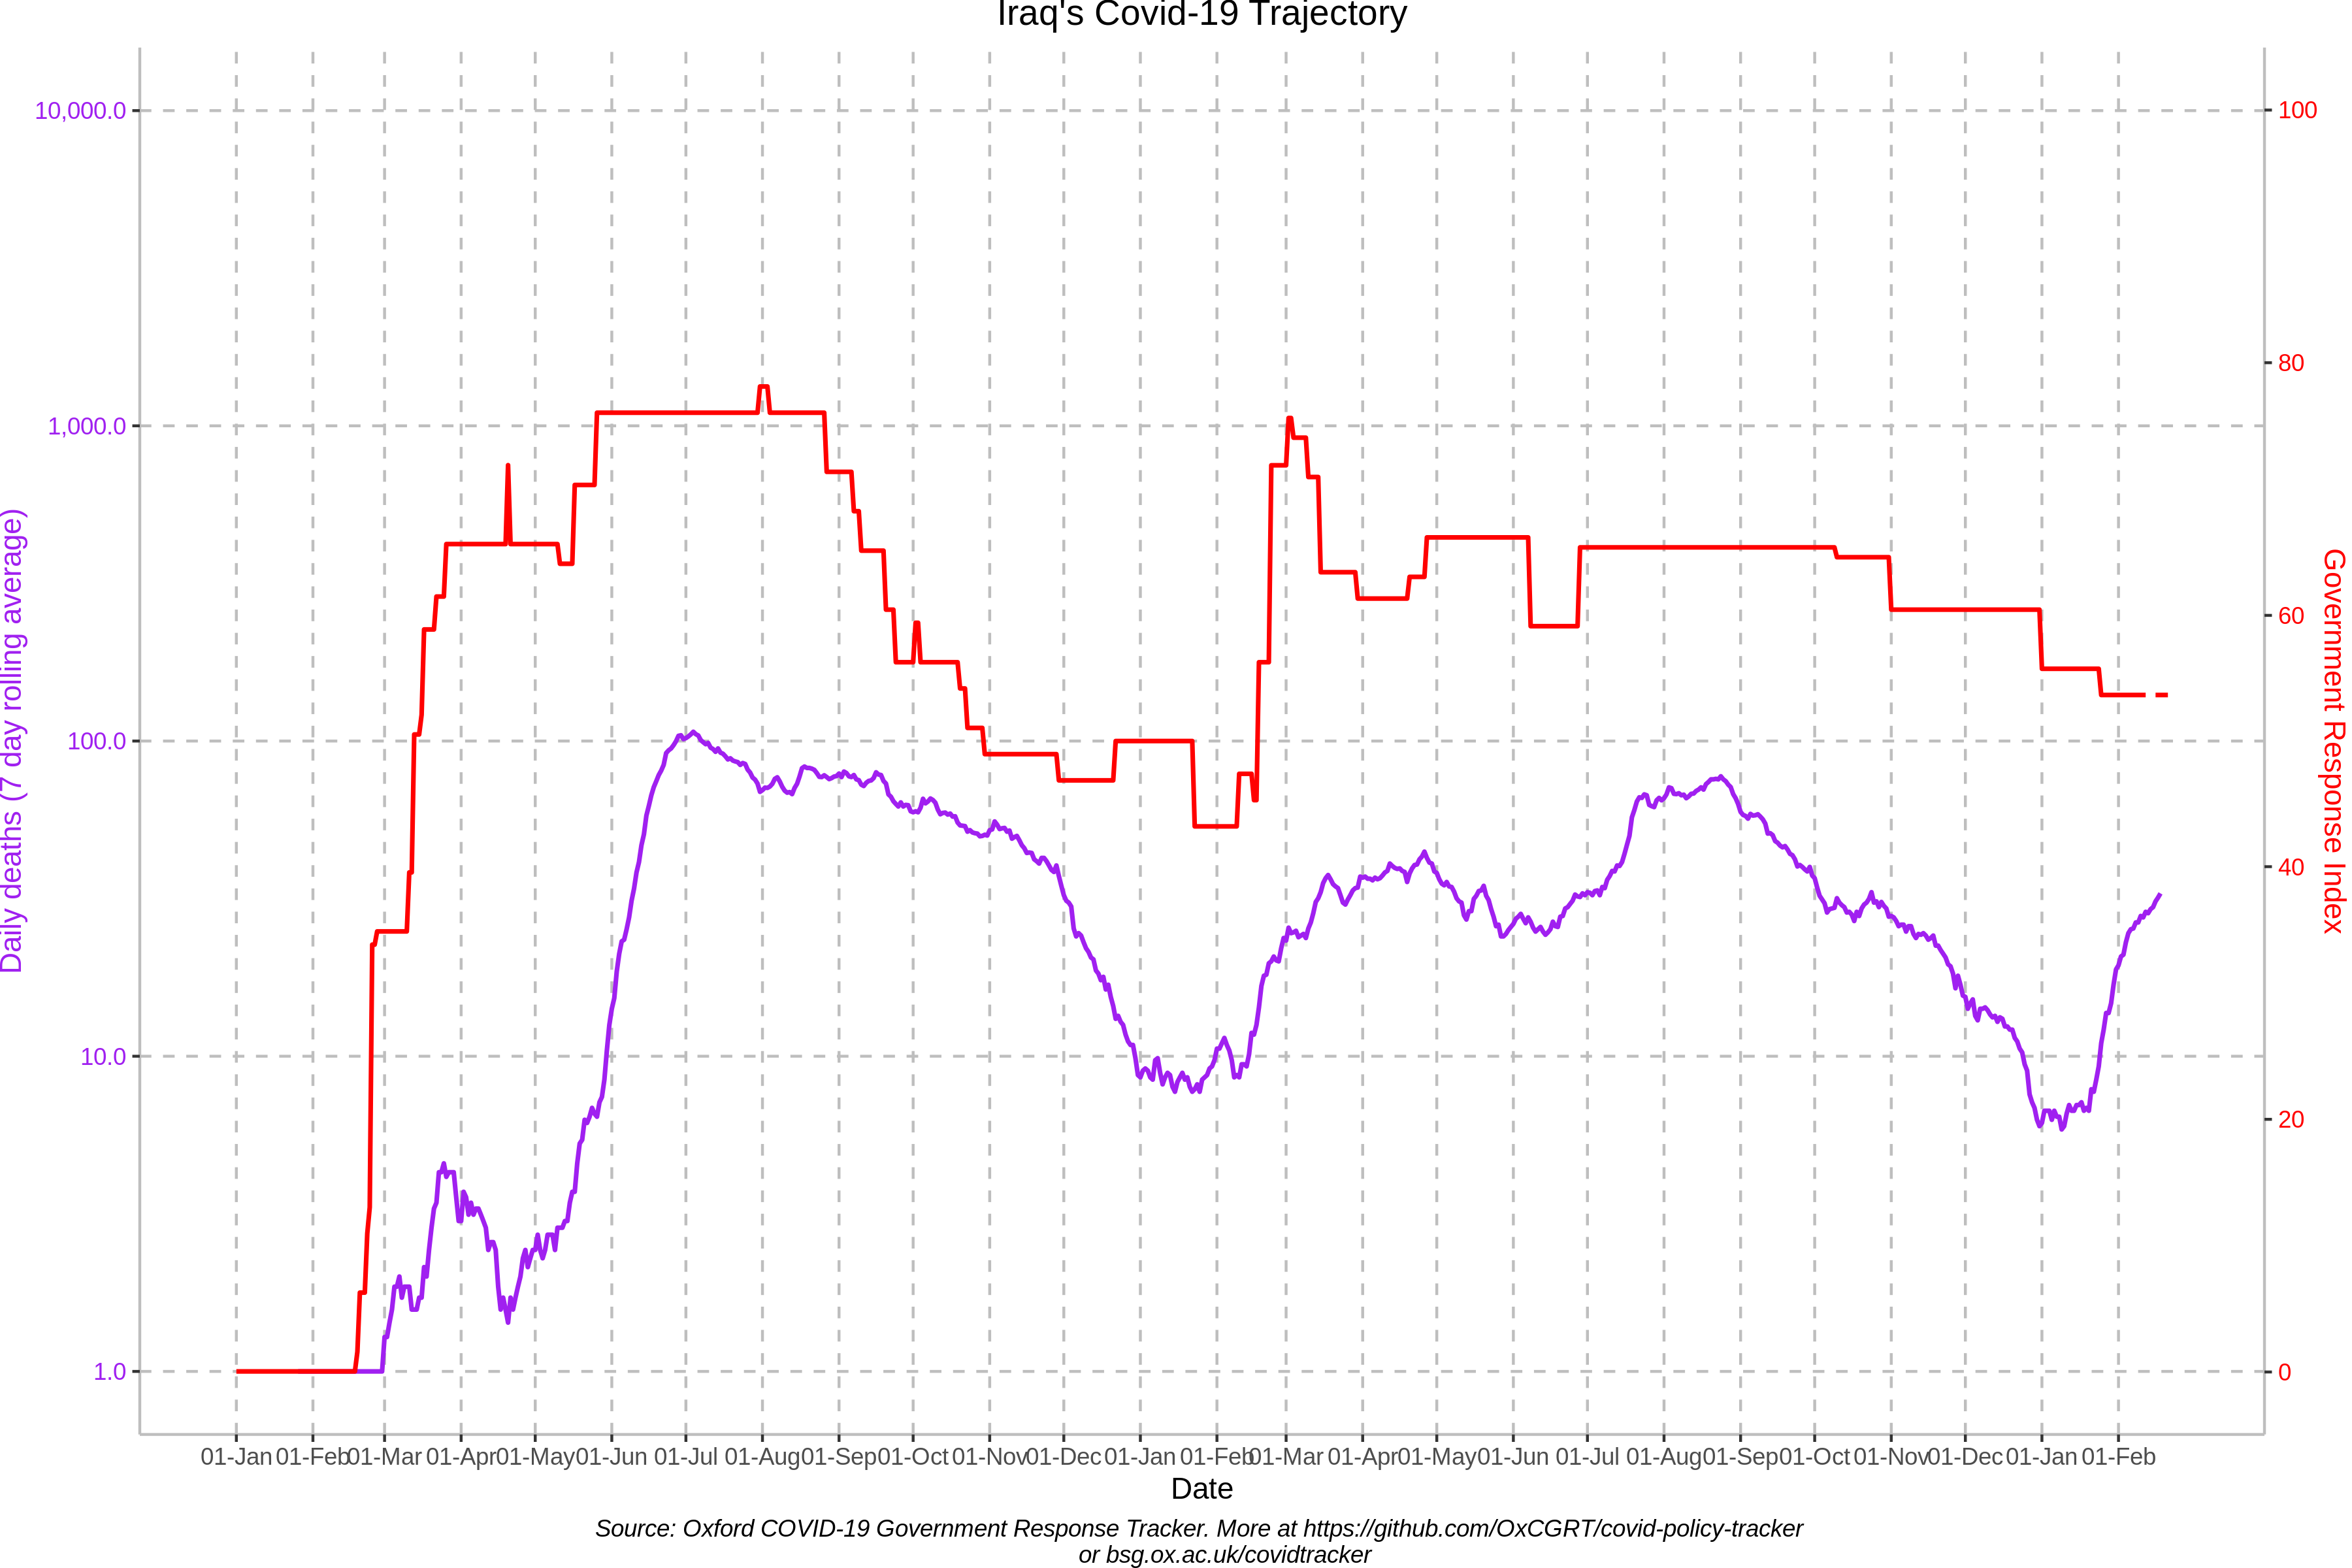 Iraq's Covid-19 Trajectory
10,000.0
1,000.0
100.0
10.0
1.0
Daily deaths (7 day rolling average)
100
80
60
40
20
0
Government Response Index
01-Jan 01-Feb 01-Mar 01-Apr 01-May 01-Jun 01-Jul 01-Aug 01-Sep 01-Oct 01-Nov 01-Dec 01-Jan 01-Feb 01-Mar 01-Apr 01-May 01-Jun 01-Jul 01-Aug 01-Sep 01-Oct 01-Nov 01-Dec 01-Jan 01-Feb
Date
Source: Oxford COVID-19 Government Response Tracker. More at https://github.com/OxCGRT/covid-policy-tracker
or bsg.ox.ac.uk/covidtracker